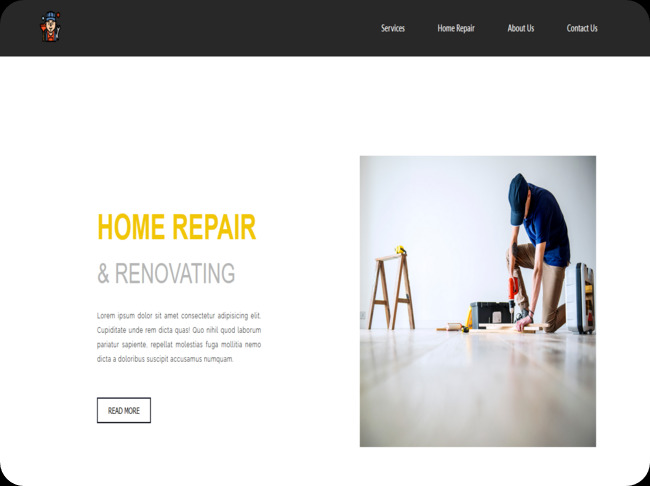 Services Home Repair About Us Contact Us
HOME REPAIR
& RENOVATING
Lorem ipsum dolor sit amet consectetur adipisicing elit.
Cupiditate unde rem dicta quas! Quo nihil quod laborum
pariatur sapiente, repellat molestias fuga mollitia nemo
dicta a doloribus suscipit accusamus numquam.
READ MORE